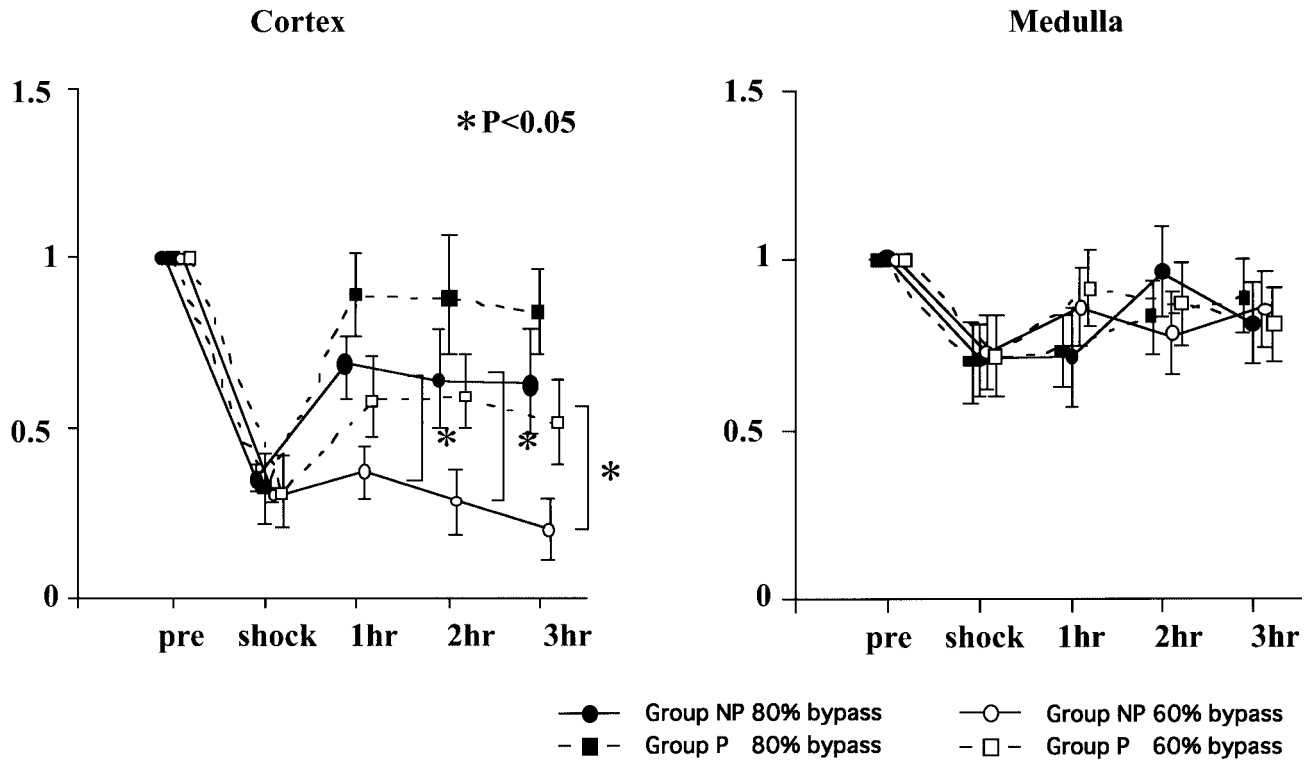 Cortex
Medulla
1.5
1
0.5
0
* P<0.05
*
*
*
pre shock 1hr 2hr 3hr
1.5
1
0.5
0
pre shock 1hr 2hr 3hr
Group NP 80% bypass
Group NP 60% bypass
Group P 80% bypass
Group P 60% bypass